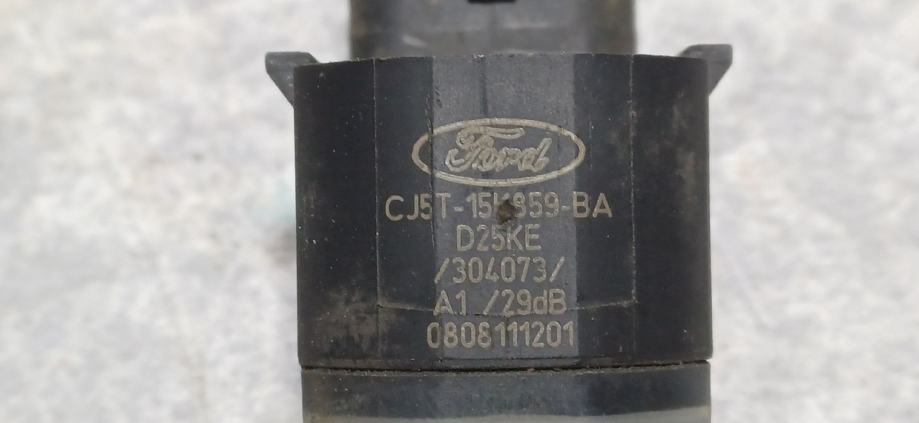 Ford
CJ5T-15K859-BA
D25KE
/304073/
A1 /29dB
0808111201